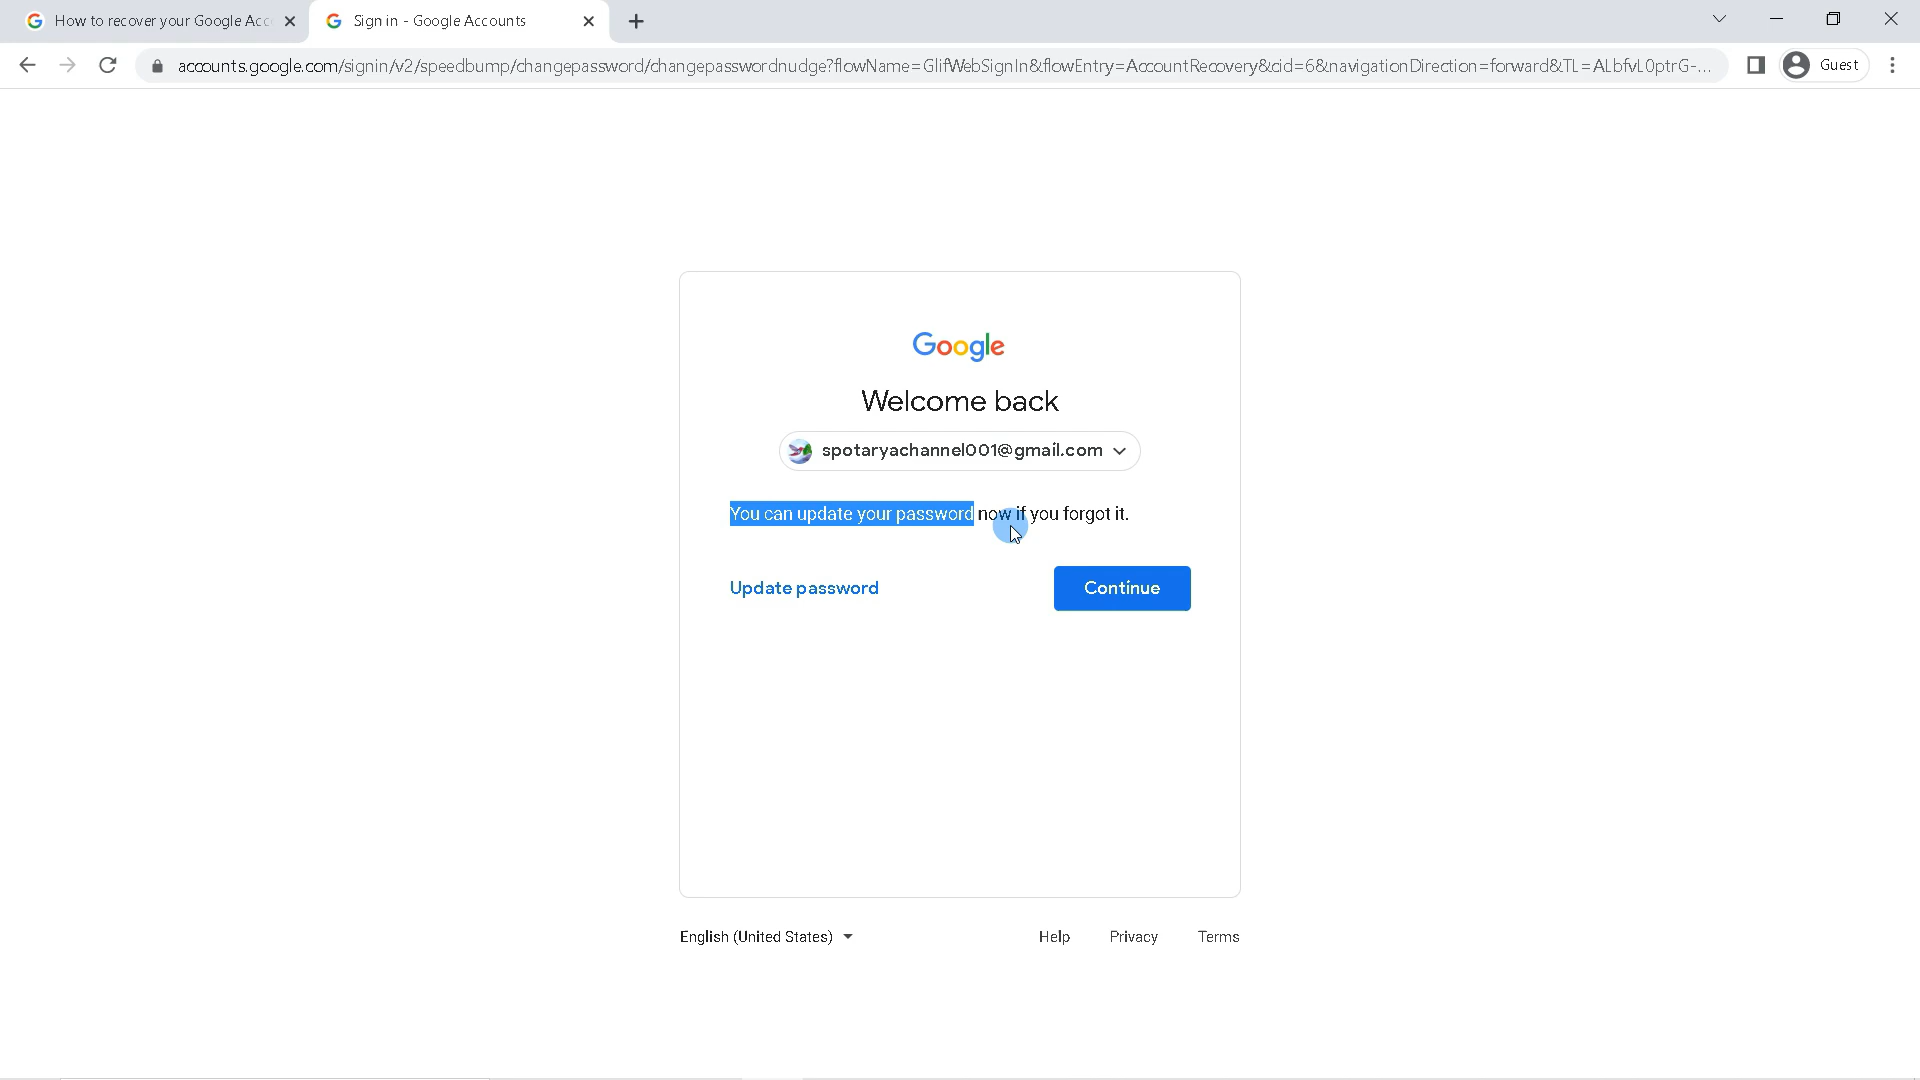 How to recover your Google Acc
Sign in - Google Accounts
accounts.google.com/signin/v2/speedbump/changepassword/changepasswordnudge?flowName=GlifWebSignIn&flowEntry=AccountRecovery&cid=6&navigationDirection=forward&TL=ALbfvL0ptrG-...
Guest
Google
Welcome back
spotaryachannel001@gmail.com
You can update your password now if you forgot it.
Update password
Continue
English (United States)
Help
Privacy
Terms